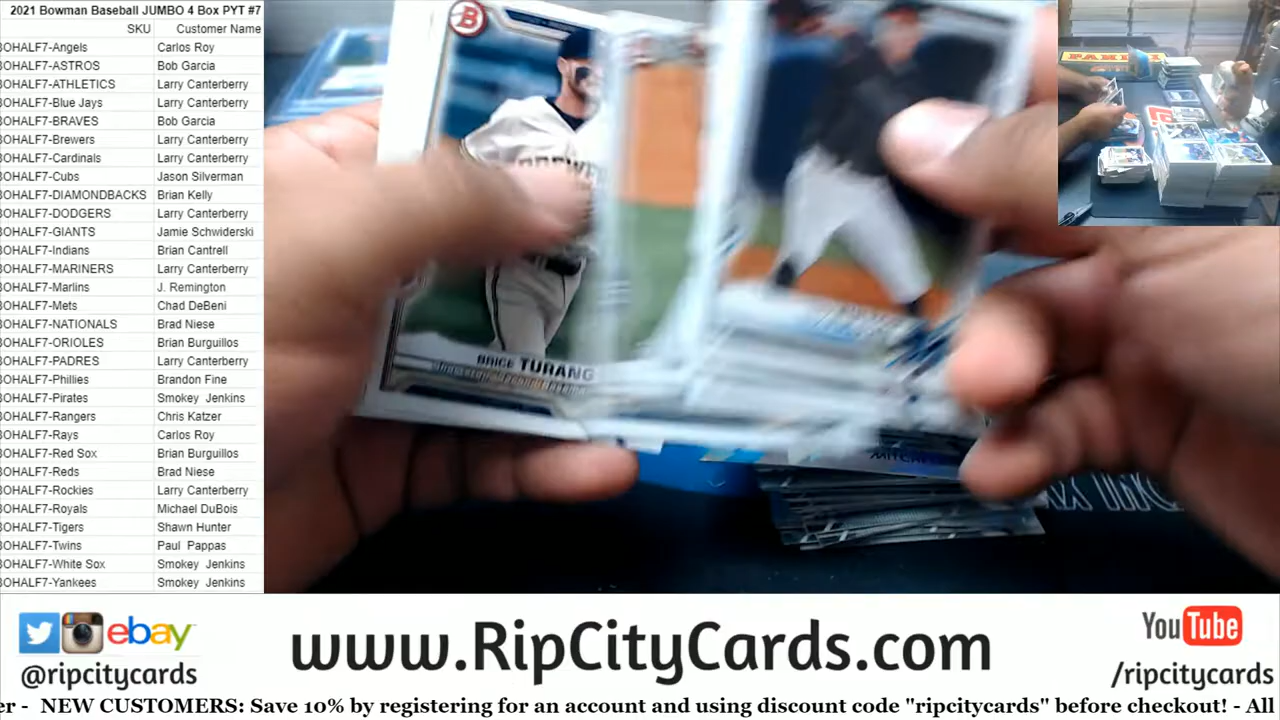 2021 Bowman Baseball JUMBO 4 Box PYT #7
SKU Customer Name
BOHALF7-Angels Carlos Roy
BOHALF7-ASTROS Bob Garcia
BOHALF7-ATHLETICS Larry Canterberry
BOHALF7-Blue Jays Larry Canterberry
BOHALF7-BRAVES Bob Garcia
BOHALF7-Brewers Larry Canterberry
BOHALF7-Cardinals Larry Canterberry
BOHALF7-Cubs Jason Silverman
BOHALF7-DIAMONDBACKS Brian Kelly
BOHALF7-DODGERS Larry Canterberry
BOHALF7-GIANTS Jamie Schwiderski
BOHALF7-Indians Brian Cantrell
BOHALF7-MARINERS Larry Canterberry
BOHALF7-Marlins J. Remington
BOHALF7-Mets Chad DeBeni
BOHALF7-NATIONALS Brad Niese
BOHALF7-ORIOLES Brian Burguillos
BOHALF7-PADRES Larry Canterberry
BOHALF7-Phillies Brandon Fine
BOHALF7-Pirates Smokey Jenkins
BOHALF7-Rangers Chris Katzer
BOHALF7-Rays Carlos Roy
BOHALF7-Red Sox Brian Burguillos
BOHALF7-Reds Brad Niese
BOHALF7-Rockies Larry Canterberry
BOHALF7-Royals Michael DuBois
BOHALF7-Tigers Shawn Hunter
BOHALF7-Twins Paul Pappas
BOHALF7-White Sox Smokey Jenkins
BOHALF7-Yankees Smokey Jenkins
B
BRICE TURANG
PANINI
ebay
@ripcitycards
www.RipCityCards.com
YouTube
/ripcitycards
er - NEW CUSTOMERS: Save 10% by registering for an account and using discount code "ripcitycards" before checkout! - All